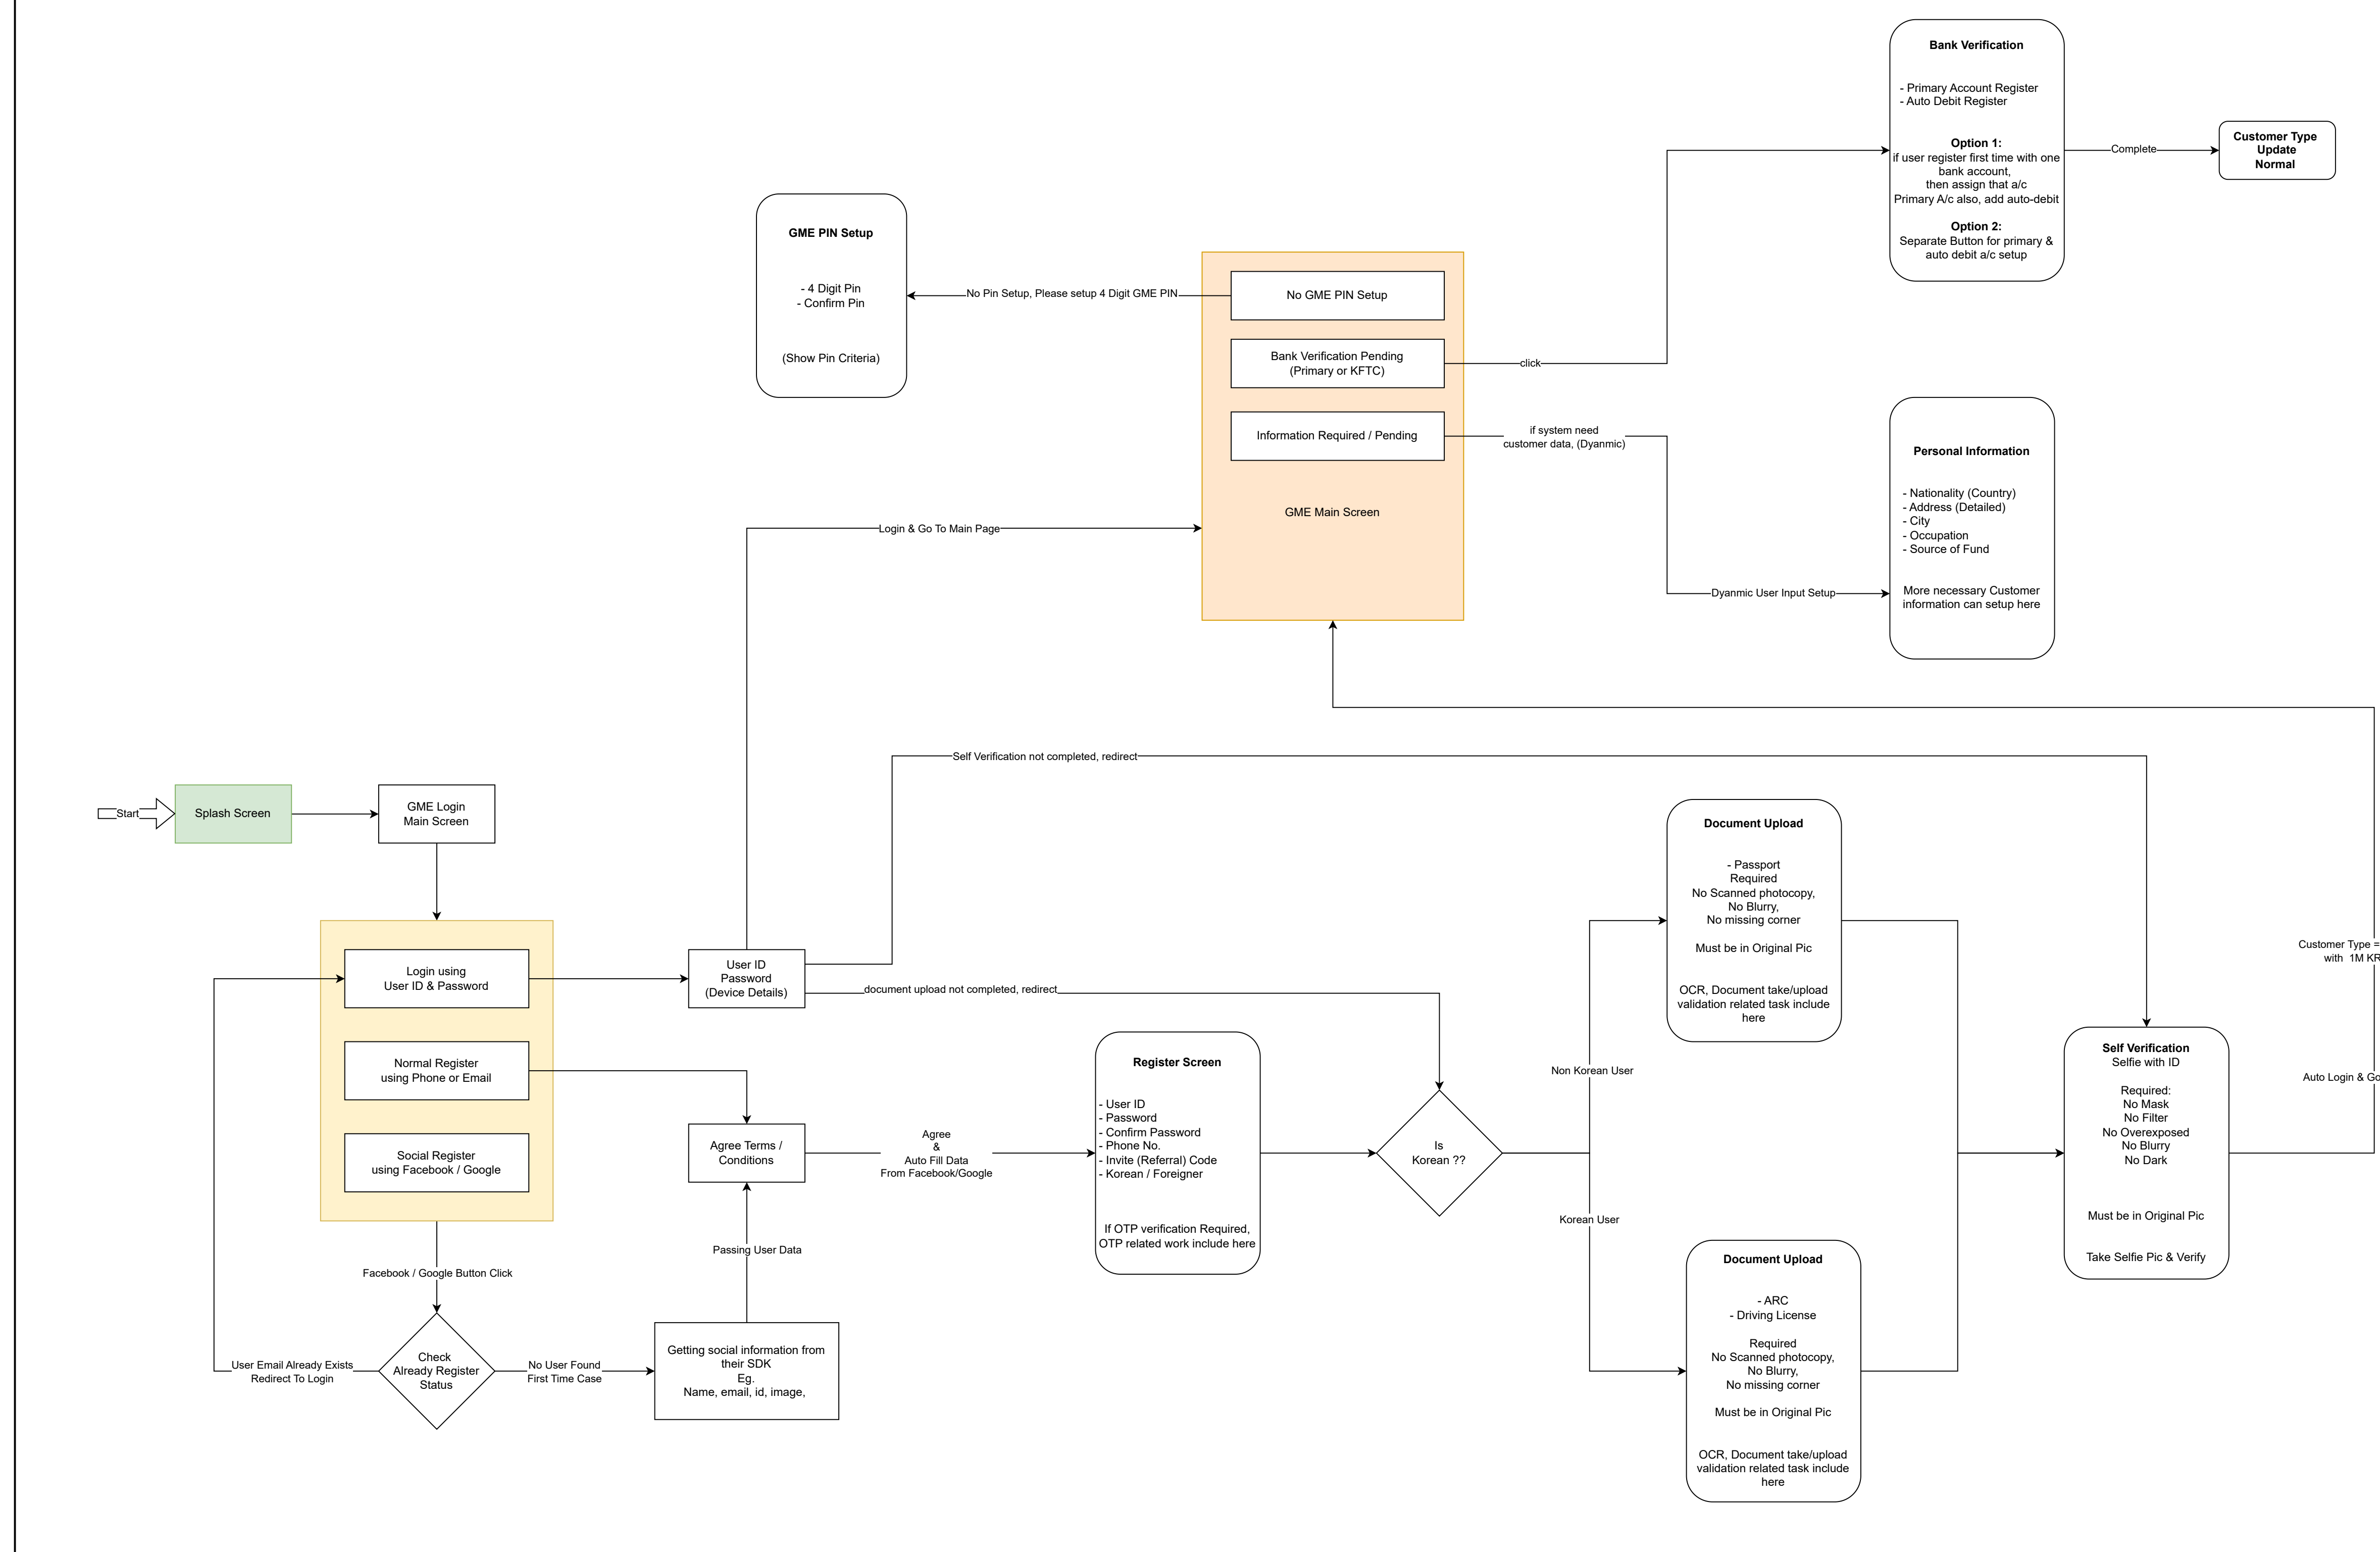 Bank Verification
- Primary Account Register
- Auto Debit Register
Option 1:
if user register first time with one
bank account,
then assign that a/c
Primary A/c also, add auto-debit
Option 2:
Separate Button for primary &
auto debit a/c setup
Complete
Customer Type
Update
Normal
GME PIN Setup
- 4 Digit Pin
- Confirm Pin
(Show Pin Criteria)
No Pin Setup, Please setup 4 Digit GME PIN
No GME PIN Setup
Bank Verification Pending
(Primary or KFTC)
click
Information Required / Pending
if system need
customer data, (Dyanmic)
GME Main Screen
Login & Go To Main Page
Personal Information
- Nationality (Country)
- Address (Detailed)
- City
- Occupation
- Source of Fund
More necessary Customer
information can setup here
Dyanmic User Input Setup
Self Verification not completed, redirect
Start
Splash Screen
GME Login
Main Screen
Login using
User ID & Password
Normal Register
using Phone or Email
Social Register
using Facebook / Google
User ID
Password
(Device Details)
document upload not completed, redirect
Agree Terms /
Conditions
Agree
&
Auto Fill Data
From Facebook/Google
Register Screen
- User ID
- Password
- Confirm Password
- Phone No.
- Invite (Referral) Code
- Korean / Foreigner
If OTP verification Required,
OTP related work include here
Is
Korean ??
Non Korean User
Korean User
Document Upload
- Passport
Required
No Scanned photocopy,
No Blurry,
No missing corner
Must be in Original Pic
OCR, Document take/upload
validation related task include
here
Document Upload
- ARC
- Driving License
Required
No Scanned photocopy,
No Blurry,
No missing corner
Must be in Original Pic
OCR, Document take/upload
validation related task include
here
Self Verification
Selfie with ID
Required:
No Mask
No Filter
No Overexposed
No Blurry
No Dark
Must be in Original Pic
Take Selfie Pic & Verify
Customer Type =
with 1M
Auto Login &
Facebook / Google Button Click
Check
Already Register
Status
User Email Already Exists
Redirect To Login
No User Found
First Time Case
Getting social information from
their SDK
Eg.
Name, email, id, image,
Passing User Data